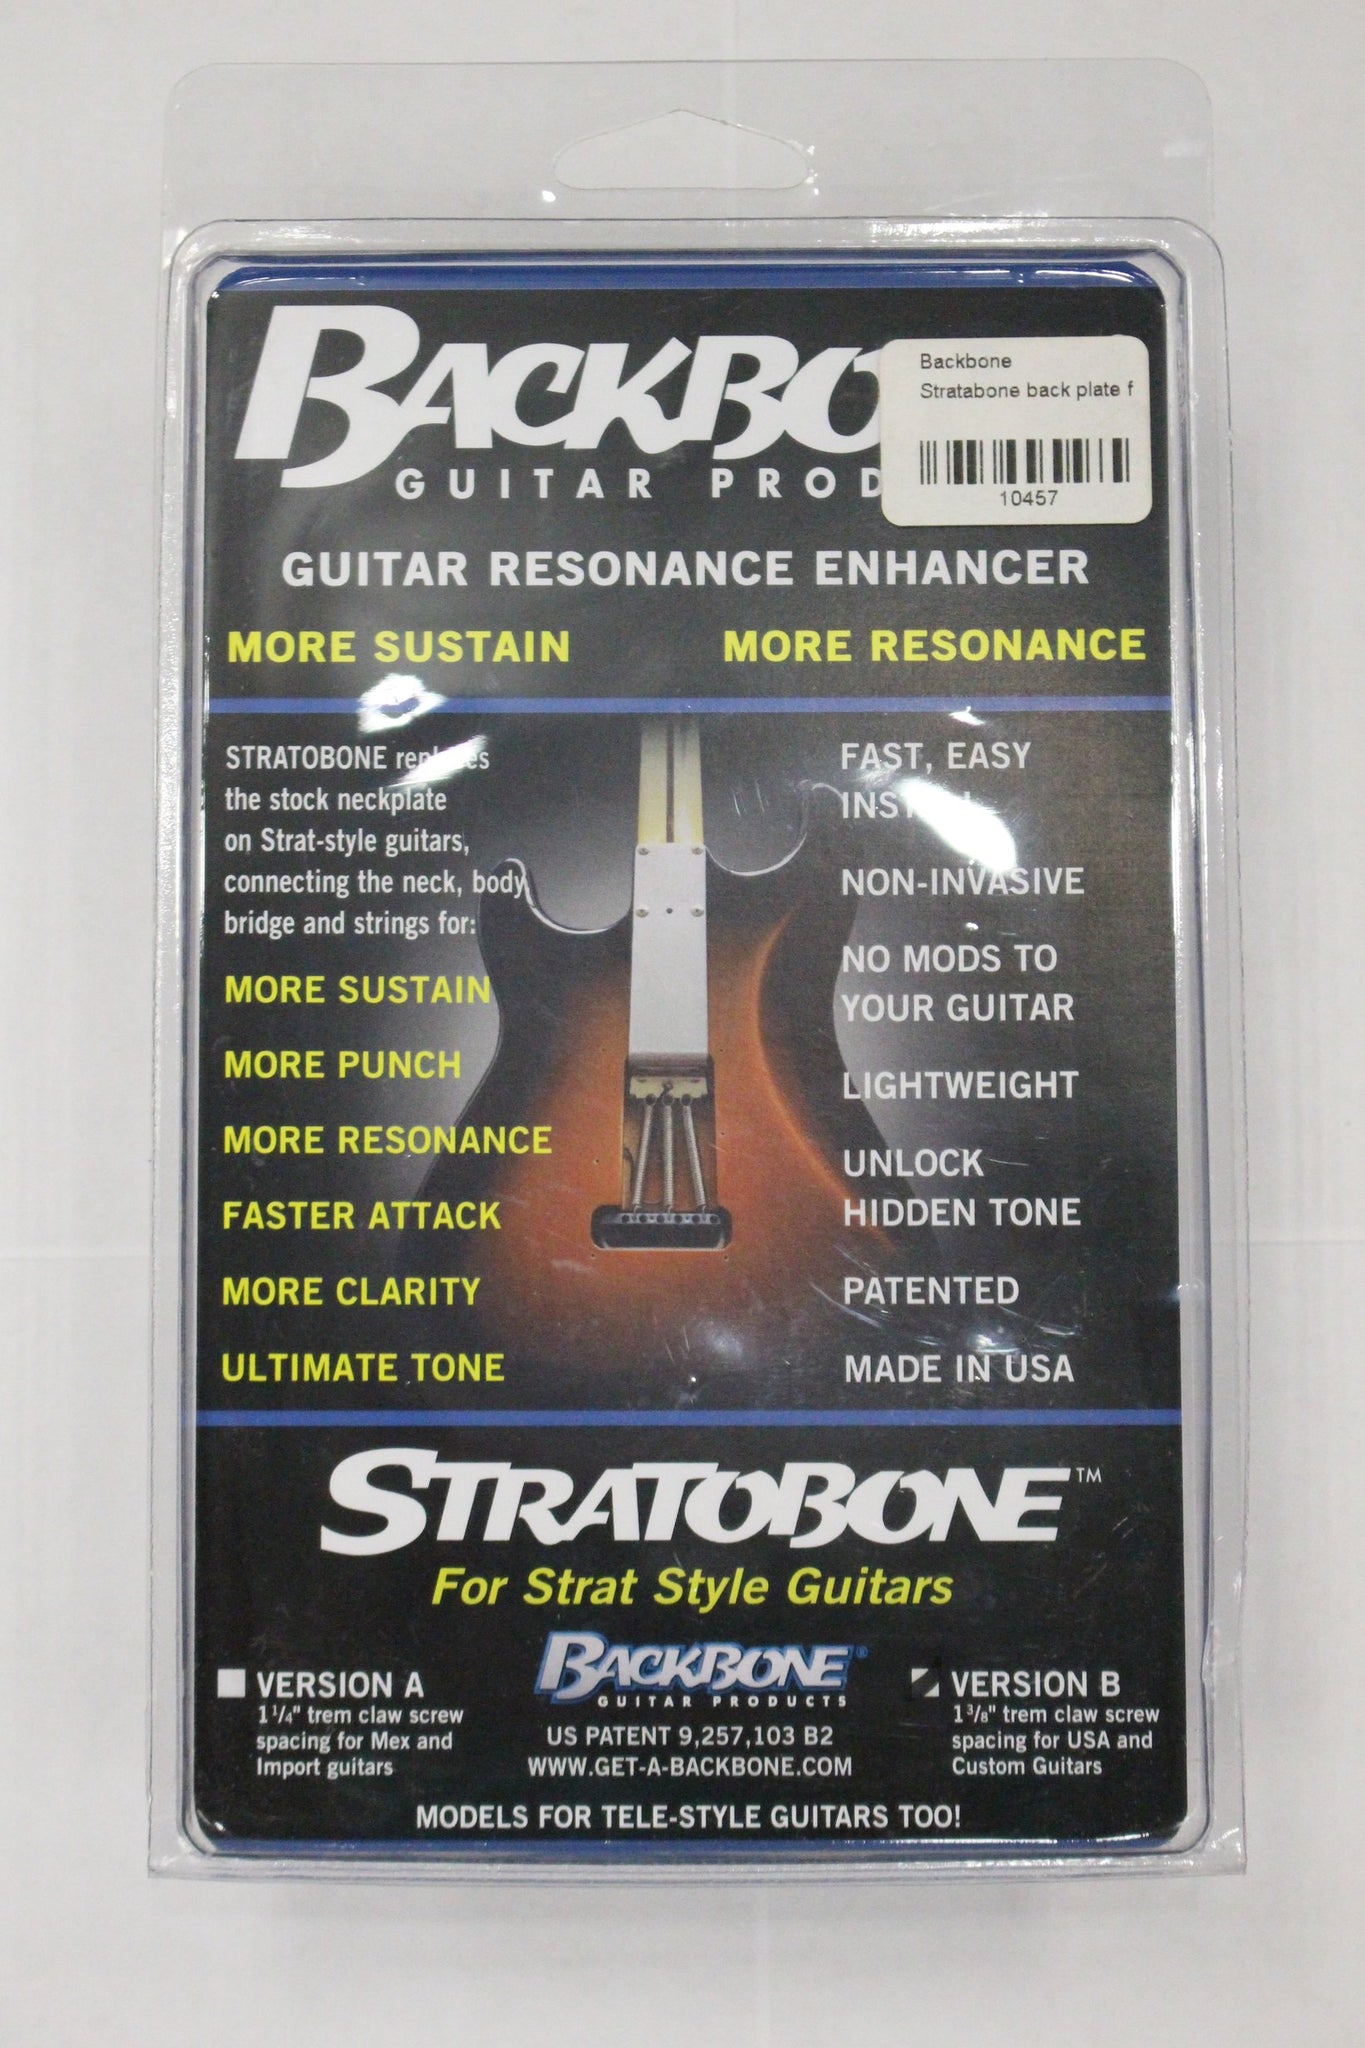 BACKBO
GUITAR PROD
Backbone
Stratabone back plate f
10457
GUITAR RESONANCE ENHANCER
MORE SUSTAIN
MORE RESONANCE
STRATOBONE
the stock neckplate
on Strat-style guitars,
connecting the neck, body
bridge and strings for:
MORE SUSTAIN
MORE PUNCH
MORE RESONANCE
FASTER ATTACK
MORE CLARITY
ULTIMATE TONE
FAST, EASY
NON-INVASIVE
NO MODS TO
YOUR GUITAR
LIGHTWEIGHT
UNLOCK
HIDDEN TONE
PATENTED
MADE IN USA
STRATOBONE™
For Strat Style Guitars
VERSION A
1 1/4" trem claw screw
spacing for Mex and
Import guitars
BACKBONE®
GUITAR PRODUCTS
US PATENT 9,257,103 B2
WWW.GET-A-BACKBONE.COM
VERSION B
1 3/8" trem claw screw
spacing for USA and
Custom Guitars
MODELS FOR TELE-STYLE GUITARS TOO!